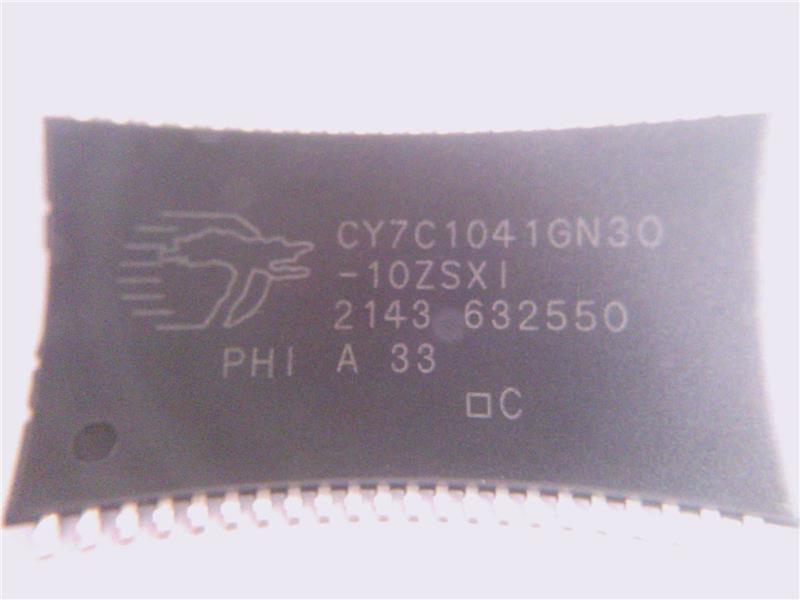 CY7C1041GN30
-10ZSXI
2143 632550
PHI A 33
C